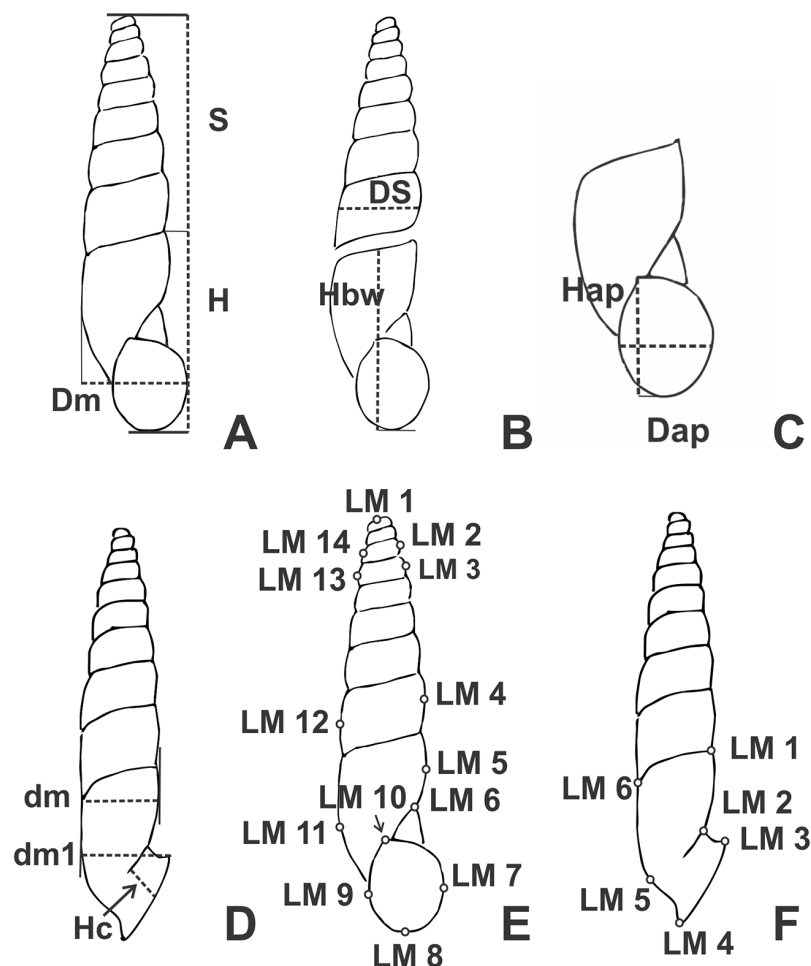 S
DS
H
Hbw
Hap
Dm
A
B
Dap
C
LM 1
LM 14
LM 2
LM 13
LM 3
LM 12
LM 4
LM 5
LM 10
LM 6
LM 11
LM 9
LM 7
LM 8
E
dm
dm1
Hc
D
LM 1
LM 6
LM 2
LM 3
LM 5
LM 4
F